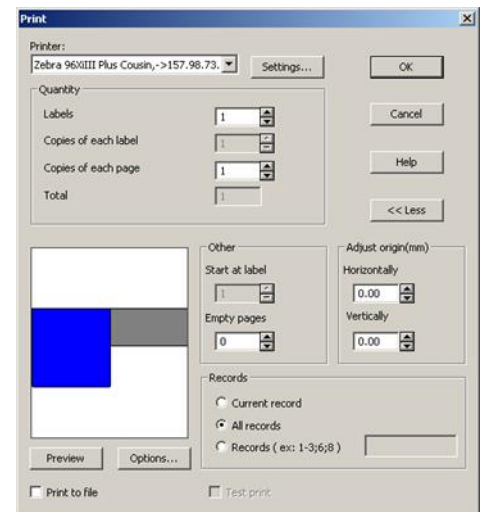 Print
Printer:
Zebra 96XiIII Plus Cousin,->157.98.73.
Settings...
OK
Quantity
Labels
1
Cancel
Copies of each label
1
Copies of each page
1
Help
Total
1
<< Less
Other
Adjust origin(mm)
Start at label
Horizontally
1
0.00
Empty pages
Vertically
0
0.00
Records
Current record
All records
Records ( ex: 1-3;6;8 )
Preview
Options...
Print to file
Test print